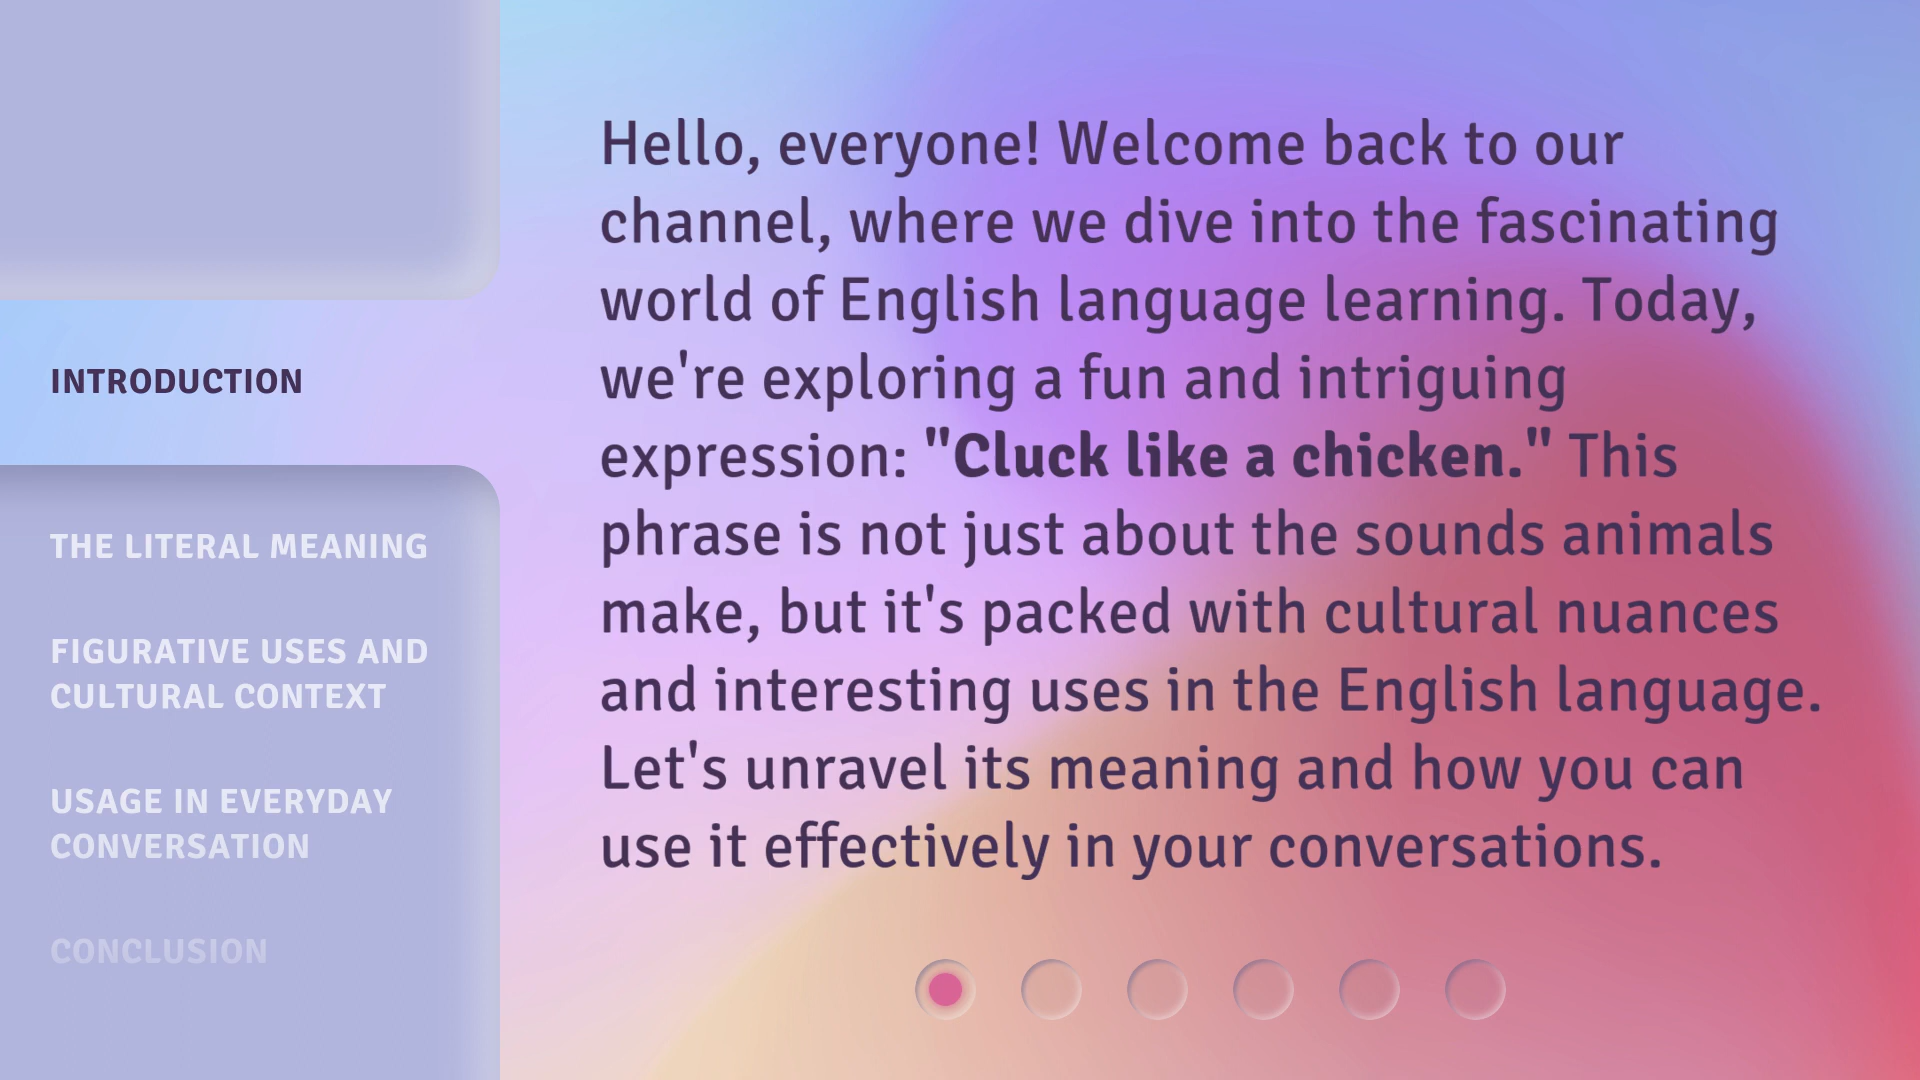 INTRODUCTION
THE LITERAL MEANING
FIGURATIVE USES AND
CULTURAL CONTEXT
USAGE IN EVERYDAY
CONVERSATION
CONCLUSION
Hello, everyone! Welcome back to our
channel, where we dive into the fascinating
world of English language learning. Today,
we're exploring a fun and intriguing
expression: "Cluck like a chicken." This
phrase is not just about the sounds animals
make, but it's packed with cultural nuances
and interesting uses in the English language.
Let's unravel its meaning and how you can
use it effectively in your conversations.